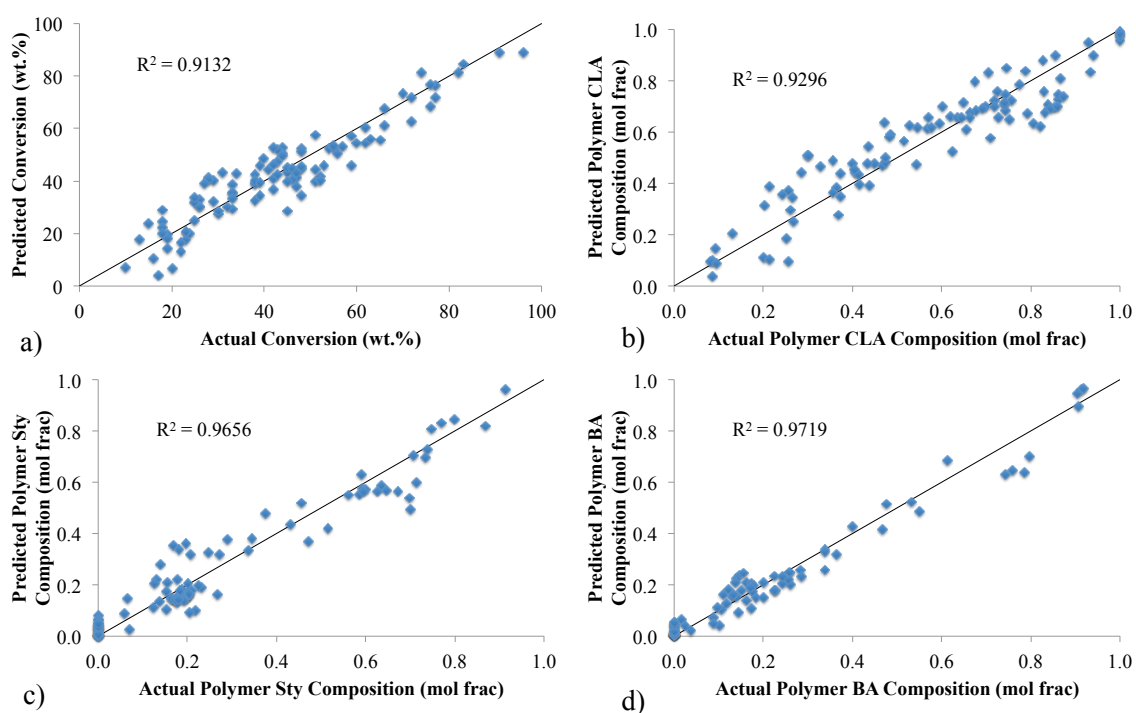 100
80
60
40
20
0
0
20
40
60
80
100
Predicted Conversion (wt.%)
Actual Conversion (wt.%)
R² = 0.9132
a)
1.0
0.8
0.6
0.4
0.2
0.0
0.0
0.2
0.4
0.6
0.8
1.0
Predicted Polymer CLA
Composition (mol frac)
Actual Polymer CLA Composition (mol frac)
R² = 0.9296
b)
1.0
0.8
0.6
0.4
0.2
0.0
0.0
0.2
0.4
0.6
0.8
1.0
Predicted Polymer Sty
Composition (mol frac)
Actual Polymer Sty Composition (mol frac)
R² = 0.9656
c)
1.0
0.8
0.6
0.4
0.2
0.0
0.0
0.2
0.4
0.6
0.8
1.0
Predicted Polymer BA
Composition (mol frac)
Actual Polymer BA Composition (mol frac)
R² = 0.9719
d)